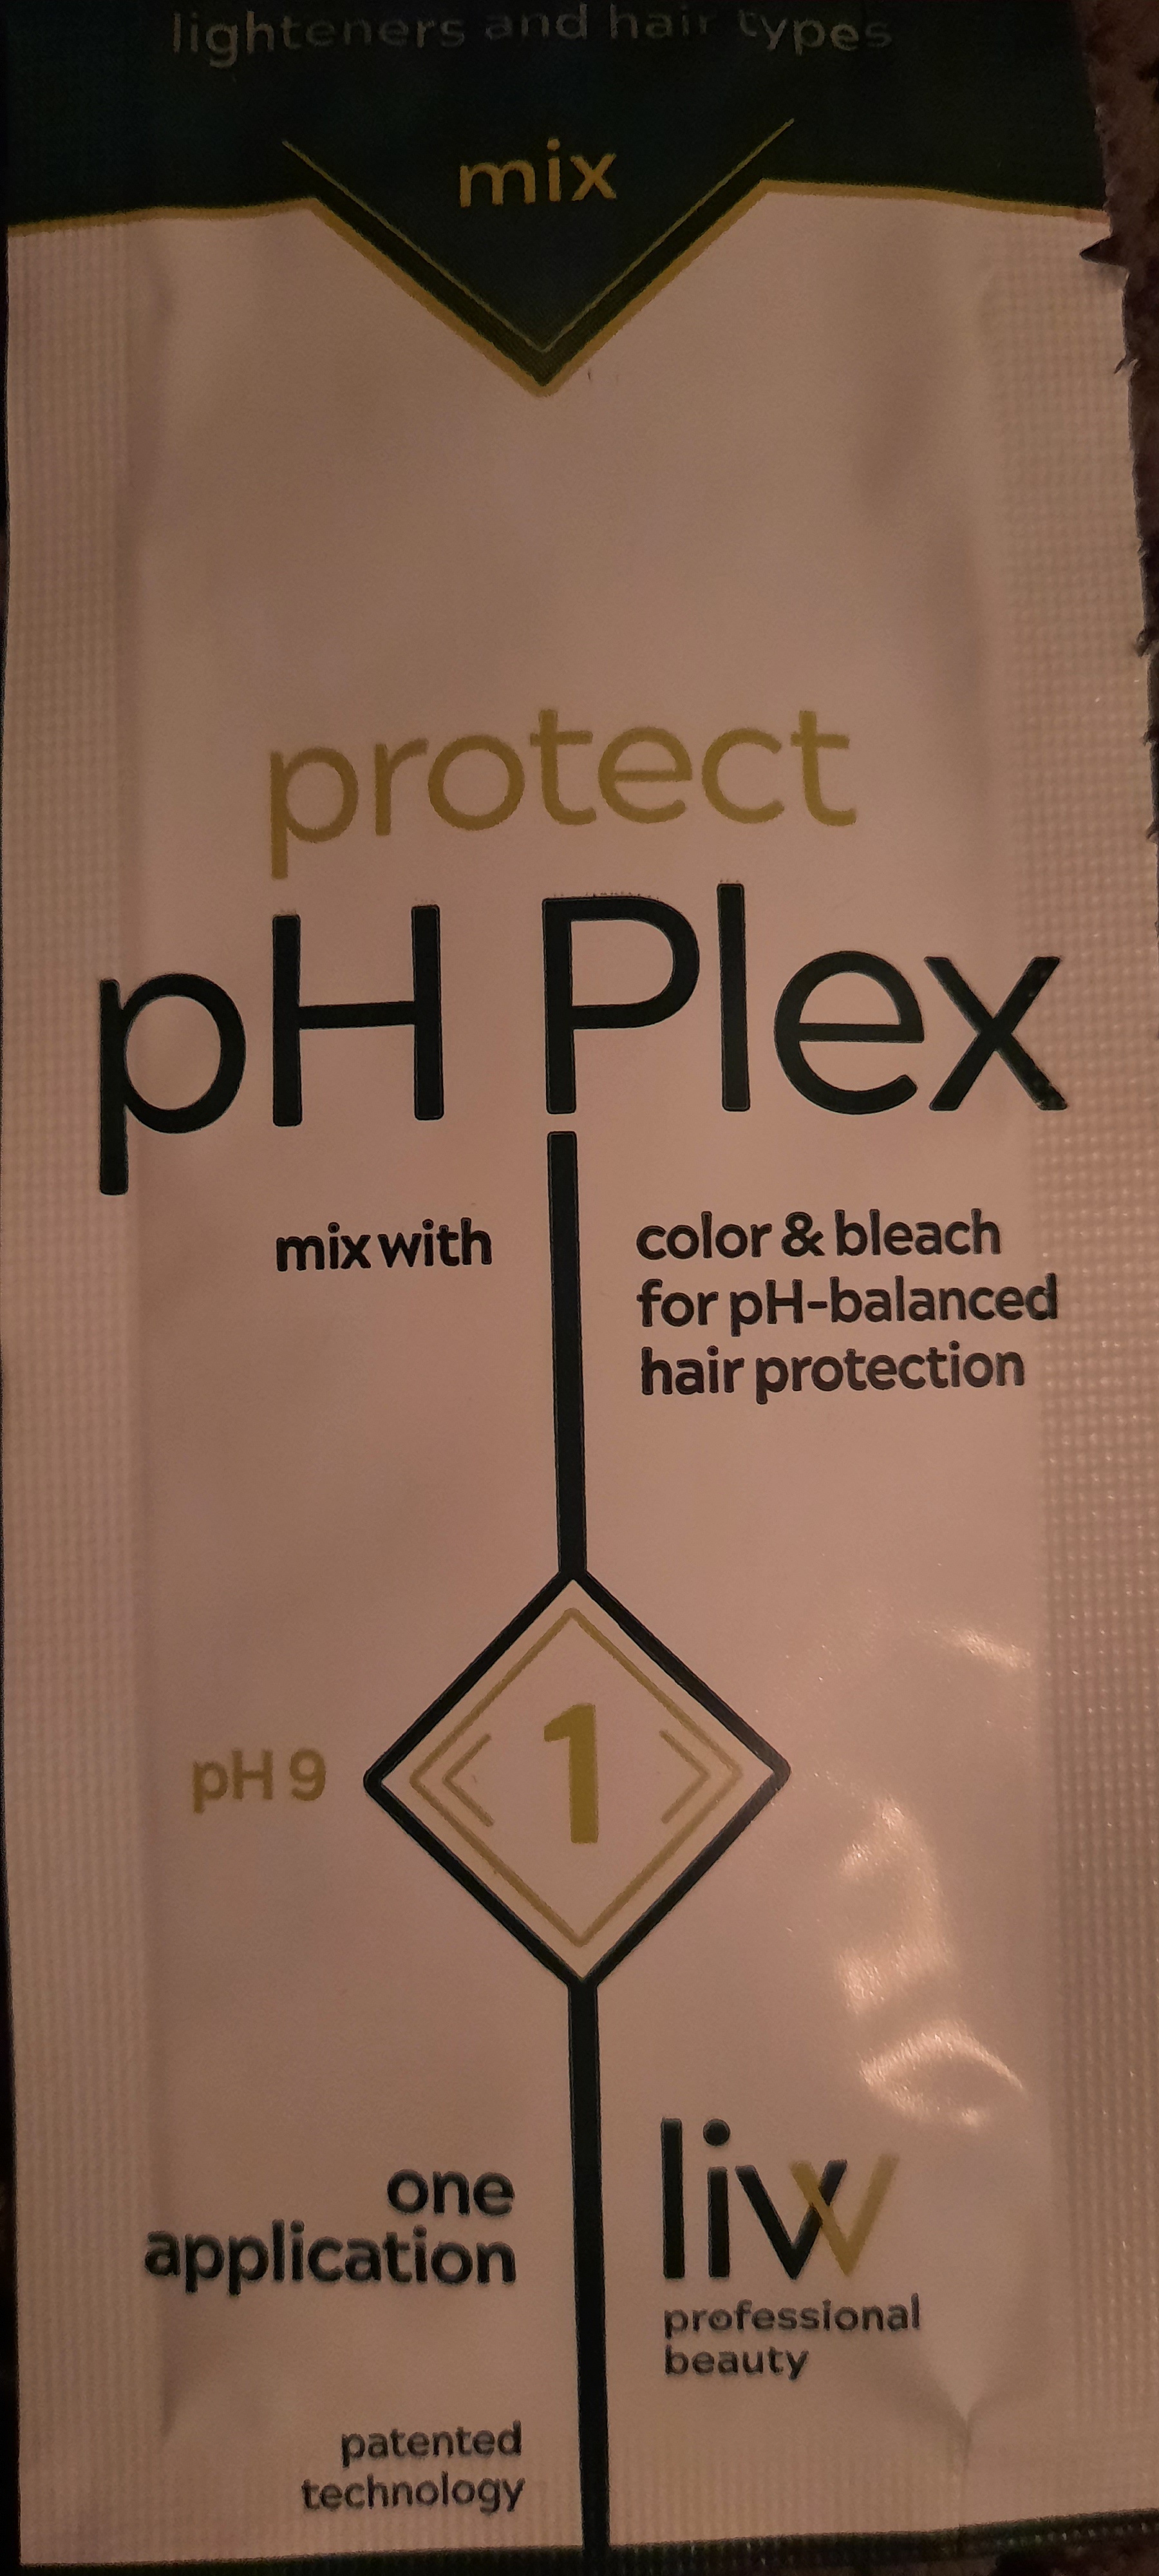 lighteners and hair types
mix
protect
pH Plex
mix with
color & bleach
for pH-balanced
hair protection
pH 9
1
one
application
livv
professional
beauty
patented
technology